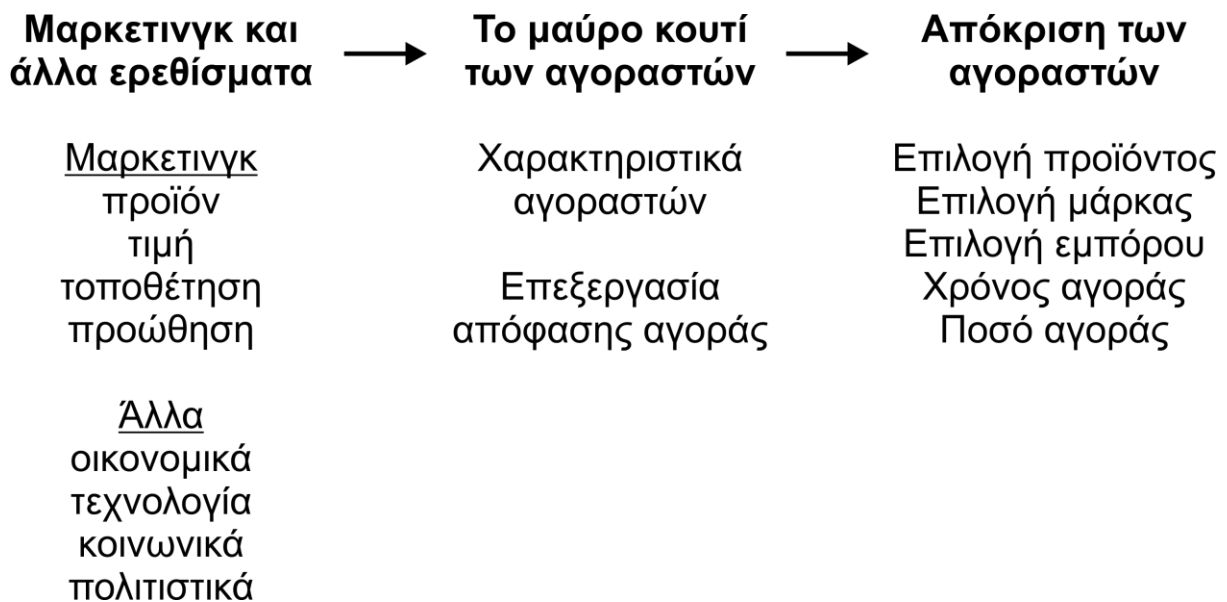 Μαρκετινγκ και
άλλα ερεθίσματα
Μαρκετινγκ
προϊόν
τιμή
τοποθέτηση
προώθηση
Άλλα
οικονομικά
τεχνολογία
κοινωνικά
πολιτιστικά
Το μαύρο κουτί
των αγοραστών
Χαρακτηριστικά
αγοραστών
Επεξεργασία
απόφασης αγοράς
Απόκριση των
αγοραστών
Επιλογή προϊόντος
Επιλογή μάρκας
Επιλογή εμπόρου
Χρόνος αγοράς
Ποσό αγοράς